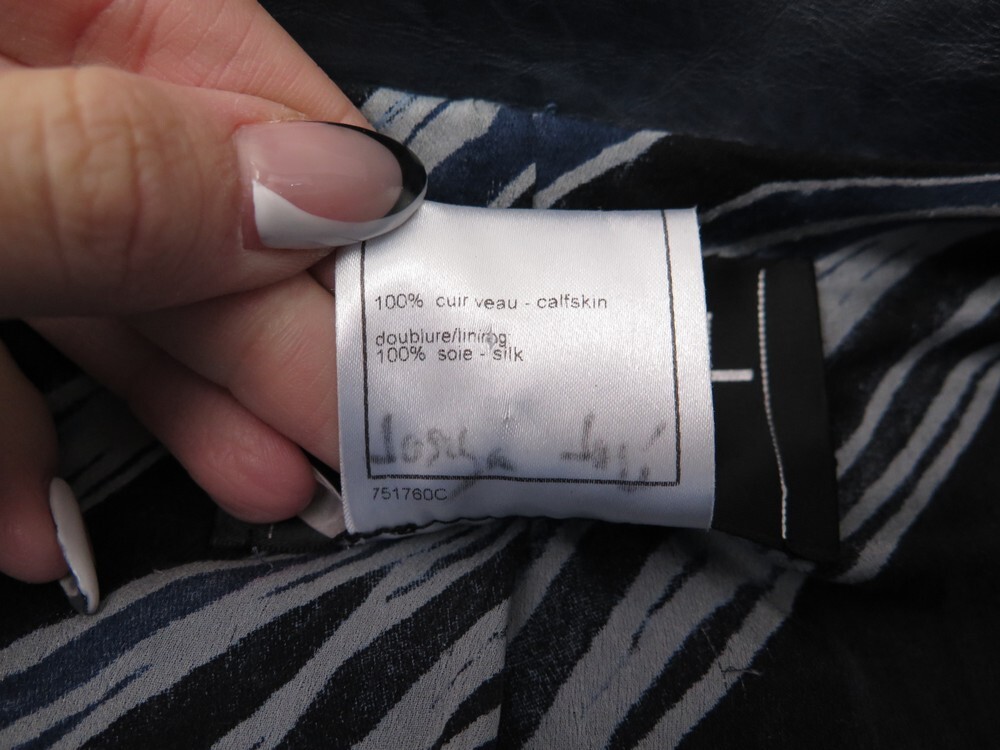 100% cuir veau - calfskin
doublure/lining
100% soie - silk
751760C